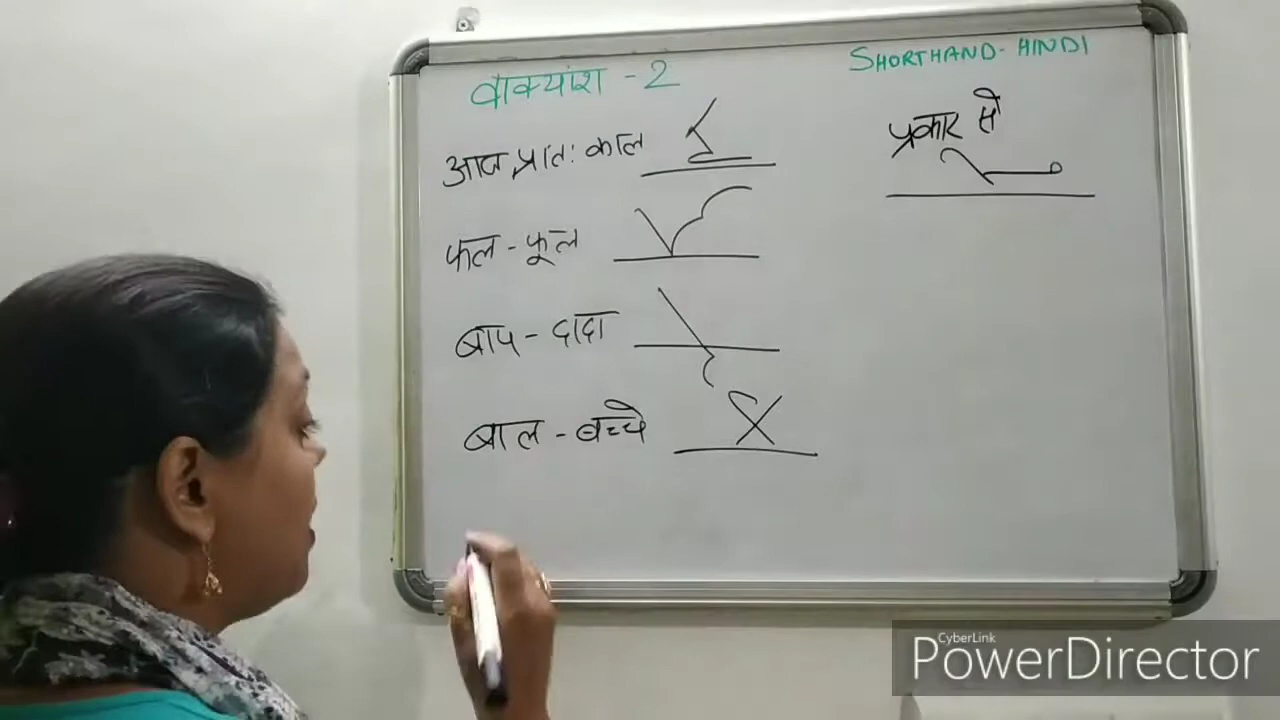 वाक्यांश - 2
SHORTHAND-HINDI
आज प्रातः काल
फल - फूल
बाप - दादा
बाल - बच्चे
प्रकार से
CyberLink
PowerDirector